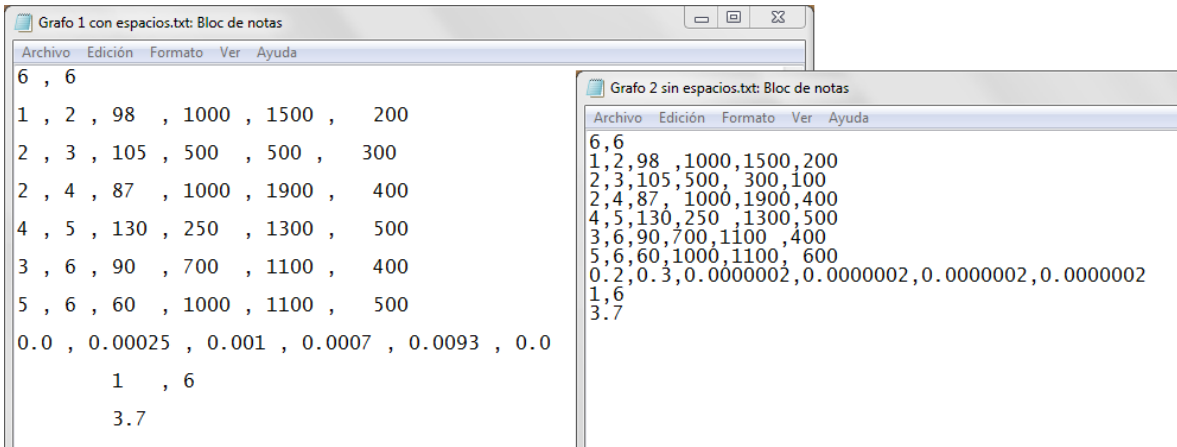 Grafo 1 con espacios.txt: Bloc de notas
Archivo Edición Formato Ver Ayuda
6 , 6
1 , 2 , 98 , 1000 , 1500 , 200
2 , 3 , 105 , 500 , 500 , 300
2 , 4 , 87 , 1000 , 1900 , 400
4 , 5 , 130 , 250 , 1300 , 500
3 , 6 , 90 , 700 , 1100 , 400
5 , 6 , 60 , 1000 , 1100 , 500
0.0 , 0.00025 , 0.001 , 0.0007 , 0.0093 , 0.0
1 , 6
3.7
Grafo 2 sin espacios.txt: Bloc de notas
Archivo Edición Formato Ver Ayuda
6,6
1,2,98 ,1000,1500,200
2,3,105,500, 300,100
2,4,87, 1000,1900,400
4,5,130,250 ,1300,500
3,6,90,700,1100 ,400
5,6,60,1000,1100, 600
0.2,0.3,0.0000002,0.0000002,0.0000002,0.0000002
1,6
3.7